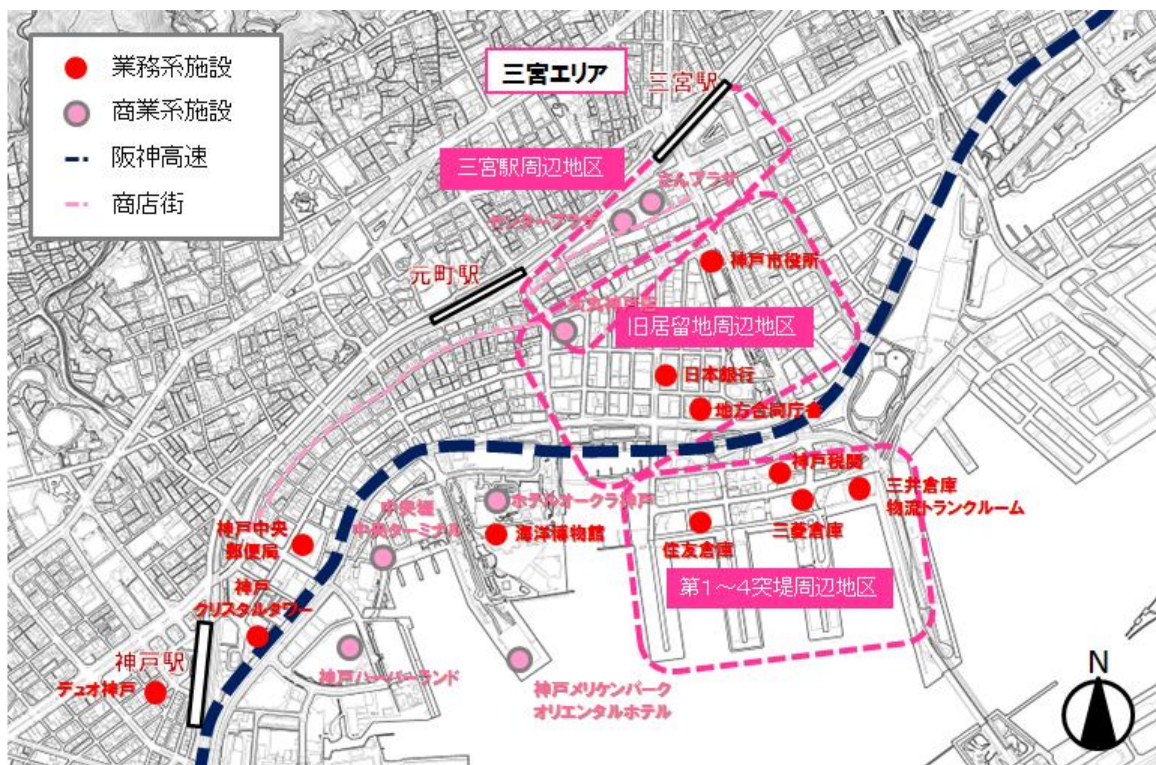 業務系施設
商業系施設
阪神高速
商店街
三宮エリア
三宮駅
三宮駅周辺地区
さんプラザ
センタープラザ
神戸市役所
元町駅
大丸神戸店
旧居留地周辺地区
日本銀行
地方合同庁舎
神戸税関
三井倉庫
物流トランクルーム
三菱倉庫
住友倉庫
第1～4突堤周辺地区
ホテルオークラ神戸
海洋博物館
中央堤
中央ターミナル
神戸中央
郵便局
神戸
クリスタルタワー
神戸駅
デュオ神戸
神戸ハーバーランド
神戸メリケンパーク
オリエンタルホテル
N